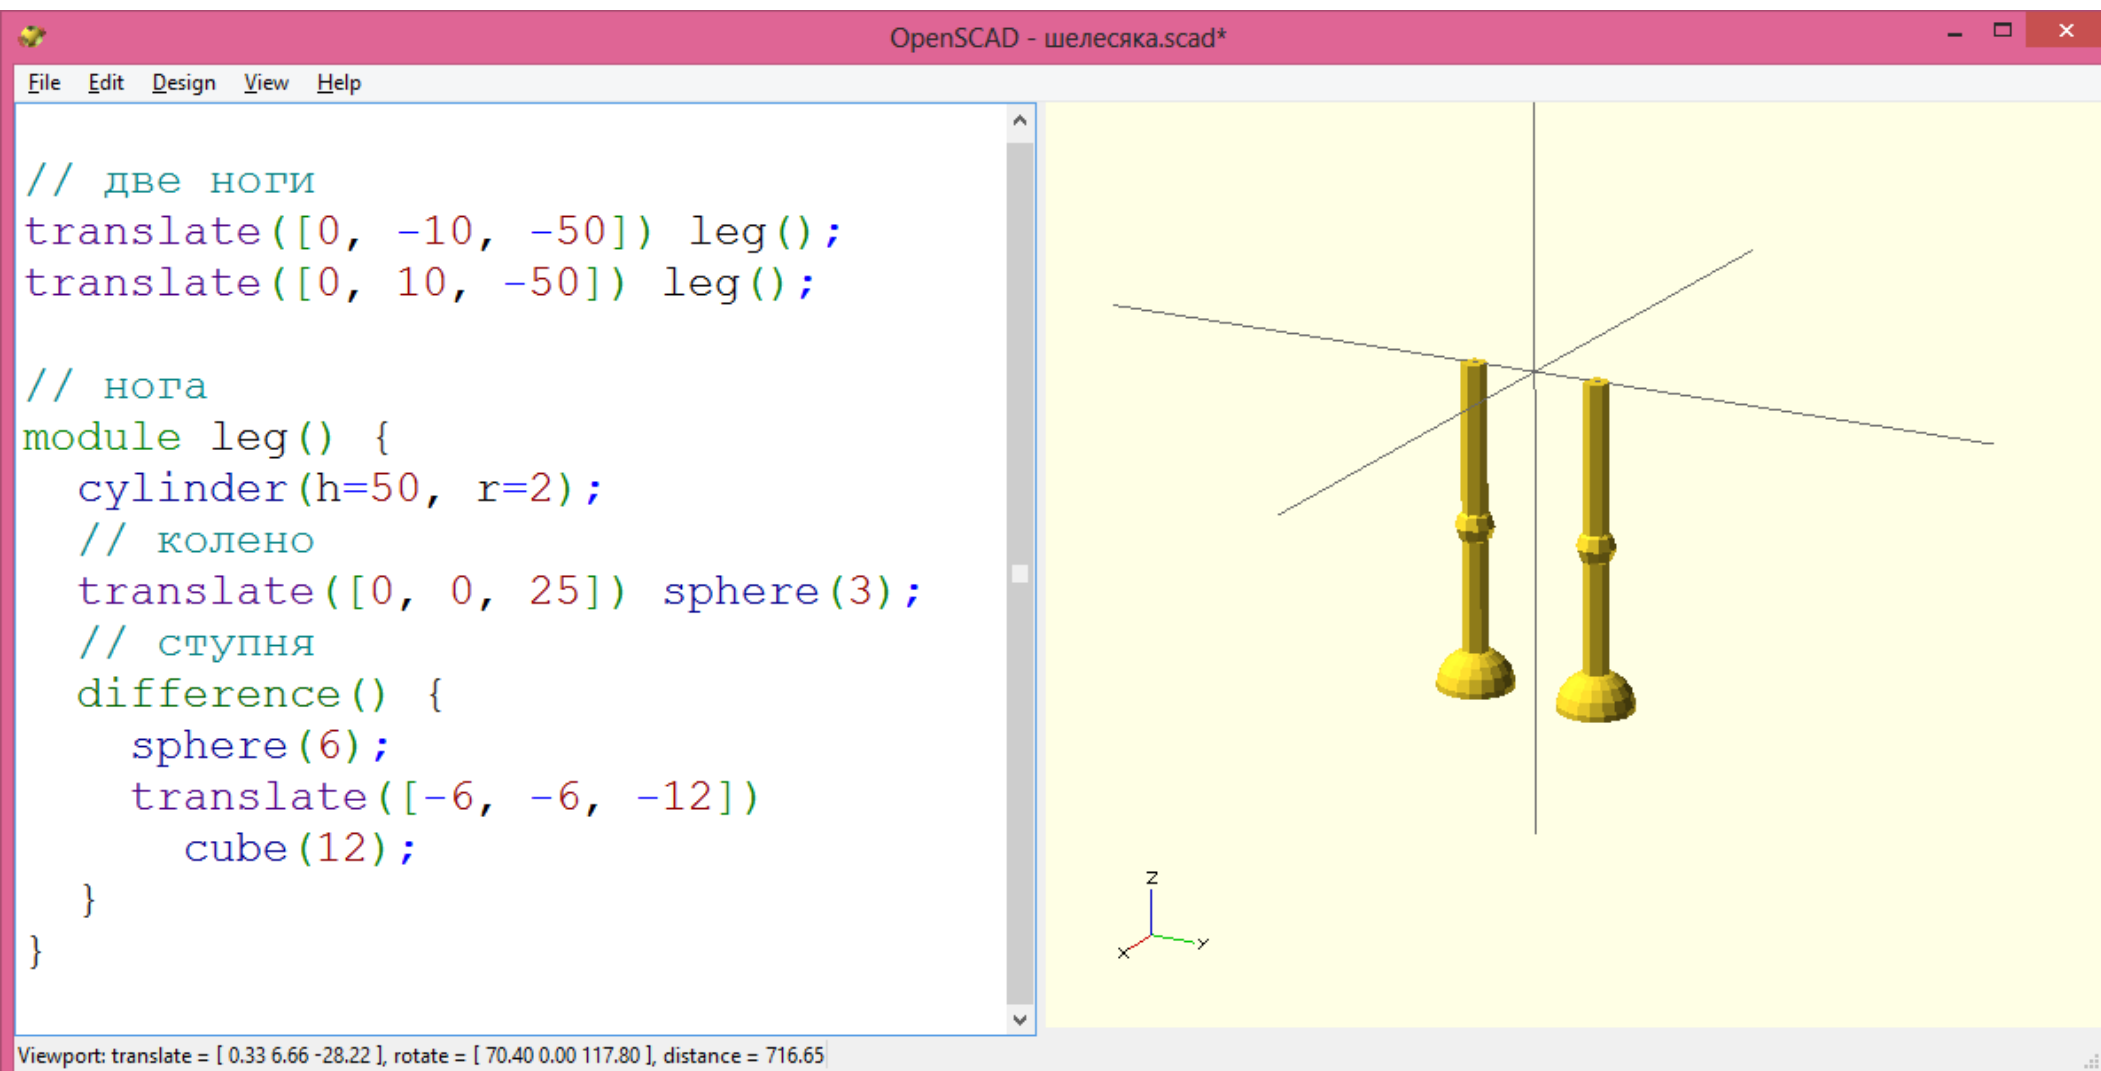 OpenSCAD - шелесяка.scad*
File Edit Design View Help
// две ноги
translate([0, -10, -50]) leg();
translate([0, 10, -50]) leg();
// нога
module leg() {
  cylinder(h=50, r=2);
  // колено
  translate([0, 0, 25]) sphere(3);
  // ступня
  difference() {
    sphere(6);
    translate([-6, -6, -12])
      cube(12);
  }
}
z
x
y
Viewport: translate = [ 0.33 6.66 -28.22 ], rotate = [ 70.40 0.00 117.80 ], distance = 716.65